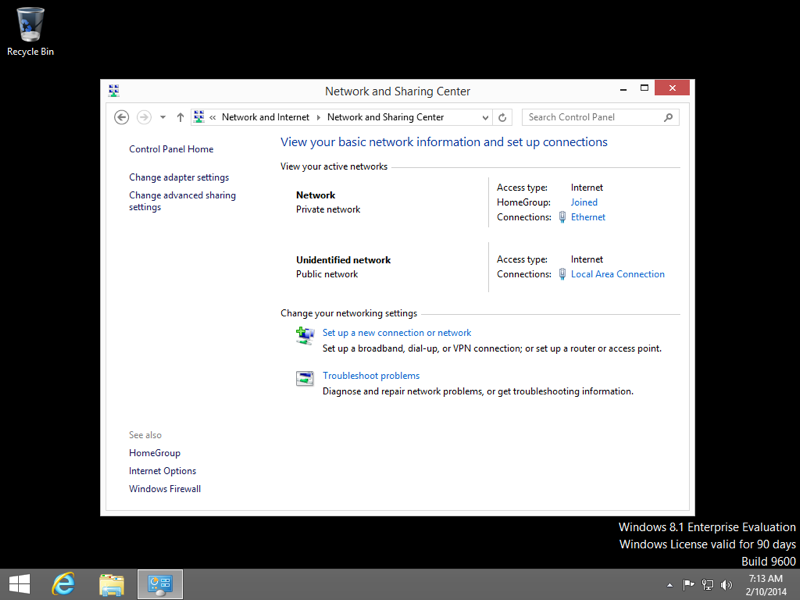 Recycle Bin
Network and Sharing Center
Network and Internet
Network and Sharing Center
Search Control Panel
Control Panel Home
Change adapter settings
Change advanced sharing
settings
View your basic network information and set up connections
View your active networks
Network
Private network
Access type: Internet
HomeGroup: Joined
Connections: Ethernet
Unidentified network
Public network
Access type: Internet
Connections: Local Area Connection
Change your networking settings
Set up a new connection or network
Set up a broadband, dial-up, or VPN connection; or set up a router or access point.
Troubleshoot problems
Diagnose and repair network problems, or get troubleshooting information.
See also
HomeGroup
Internet Options
Windows Firewall
Windows 8.1 Enterprise Evaluation
Windows License valid for 90 days
Build 9600
7:13 AM
2/10/2014